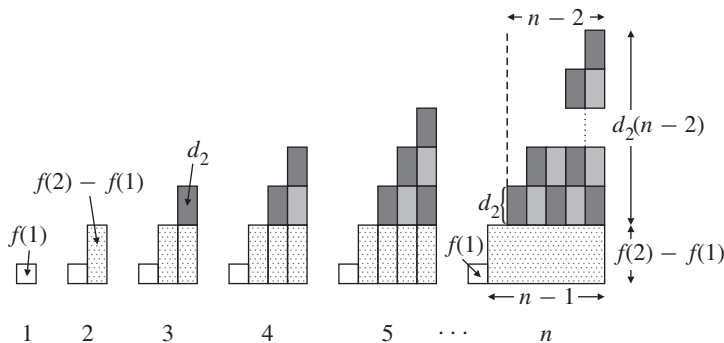 n − 2
d₂
d₂(n − 2)
f(2) − f(1)
d₂
f(1)
f(1)
f(2) − f(1)
n − 1
1 2 3 4 5 ··· n